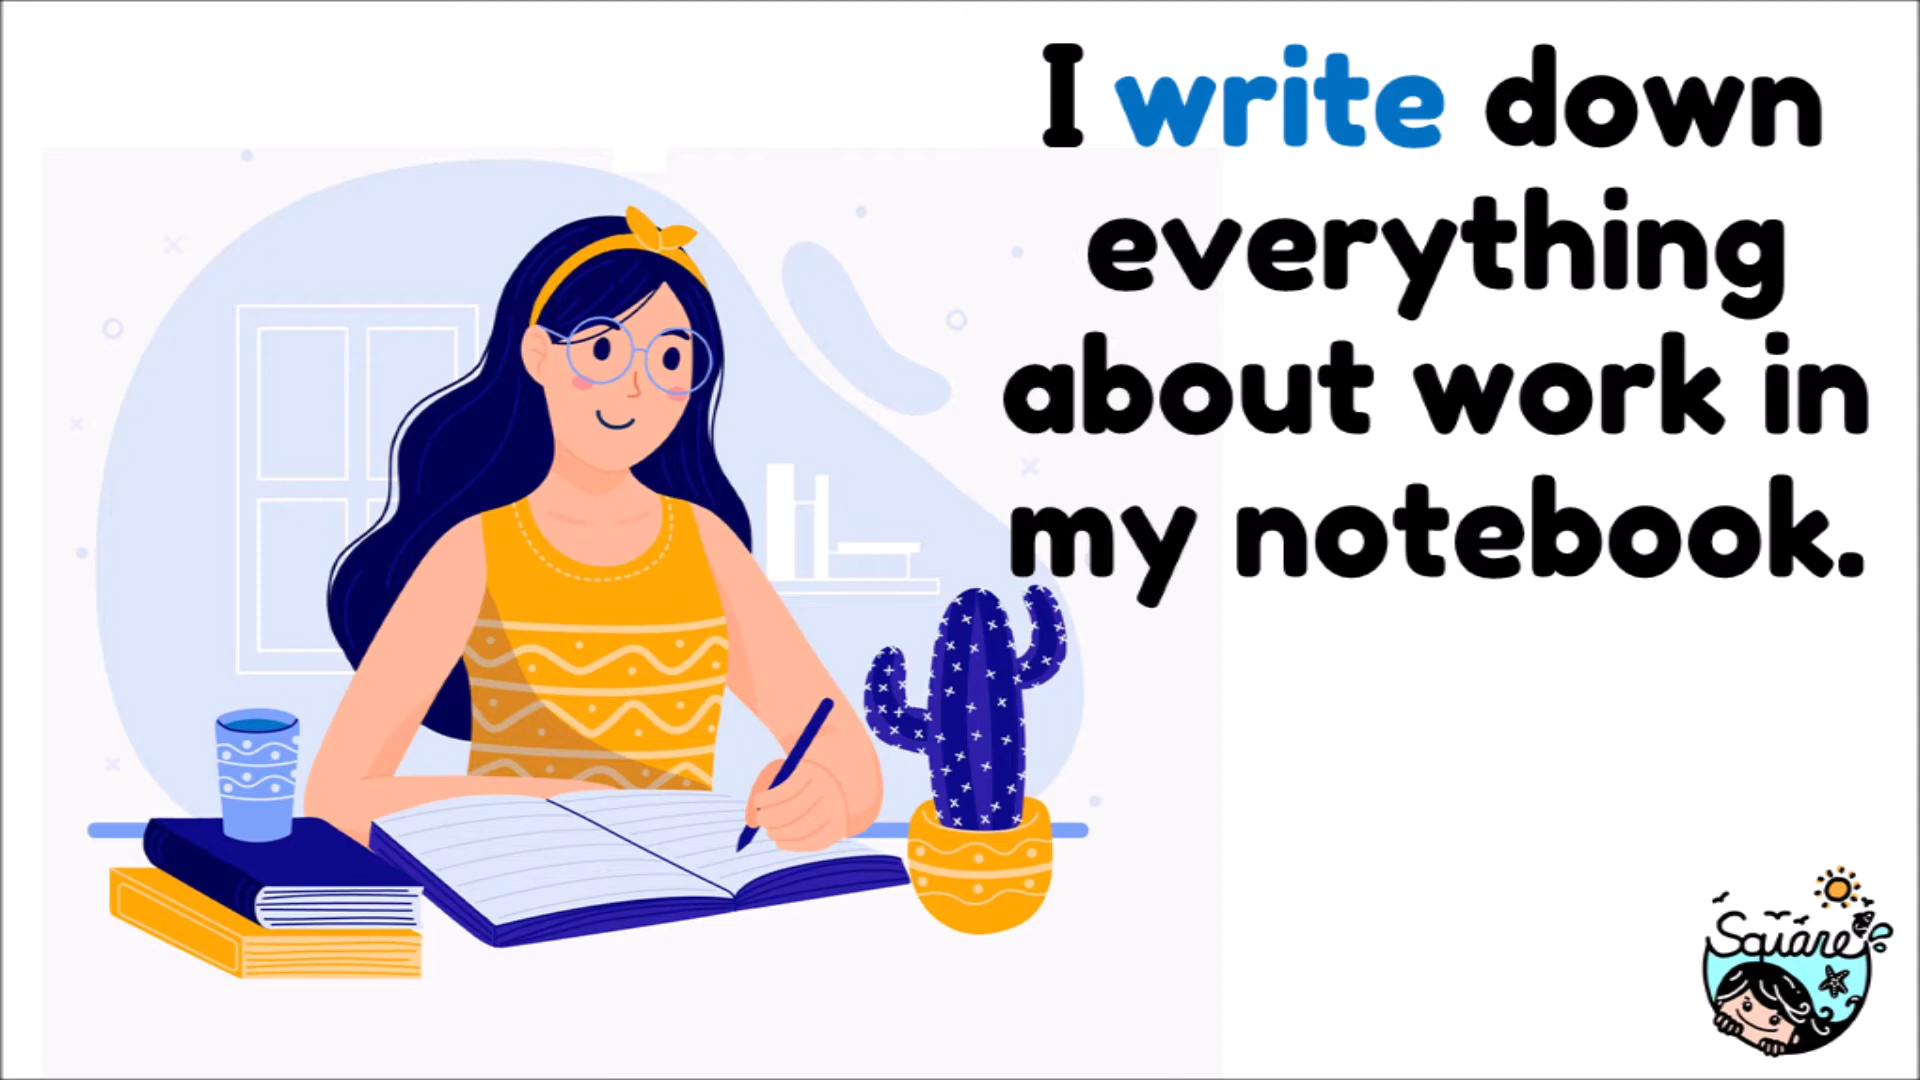 I write down
everything
about work in
my notebook.
Square